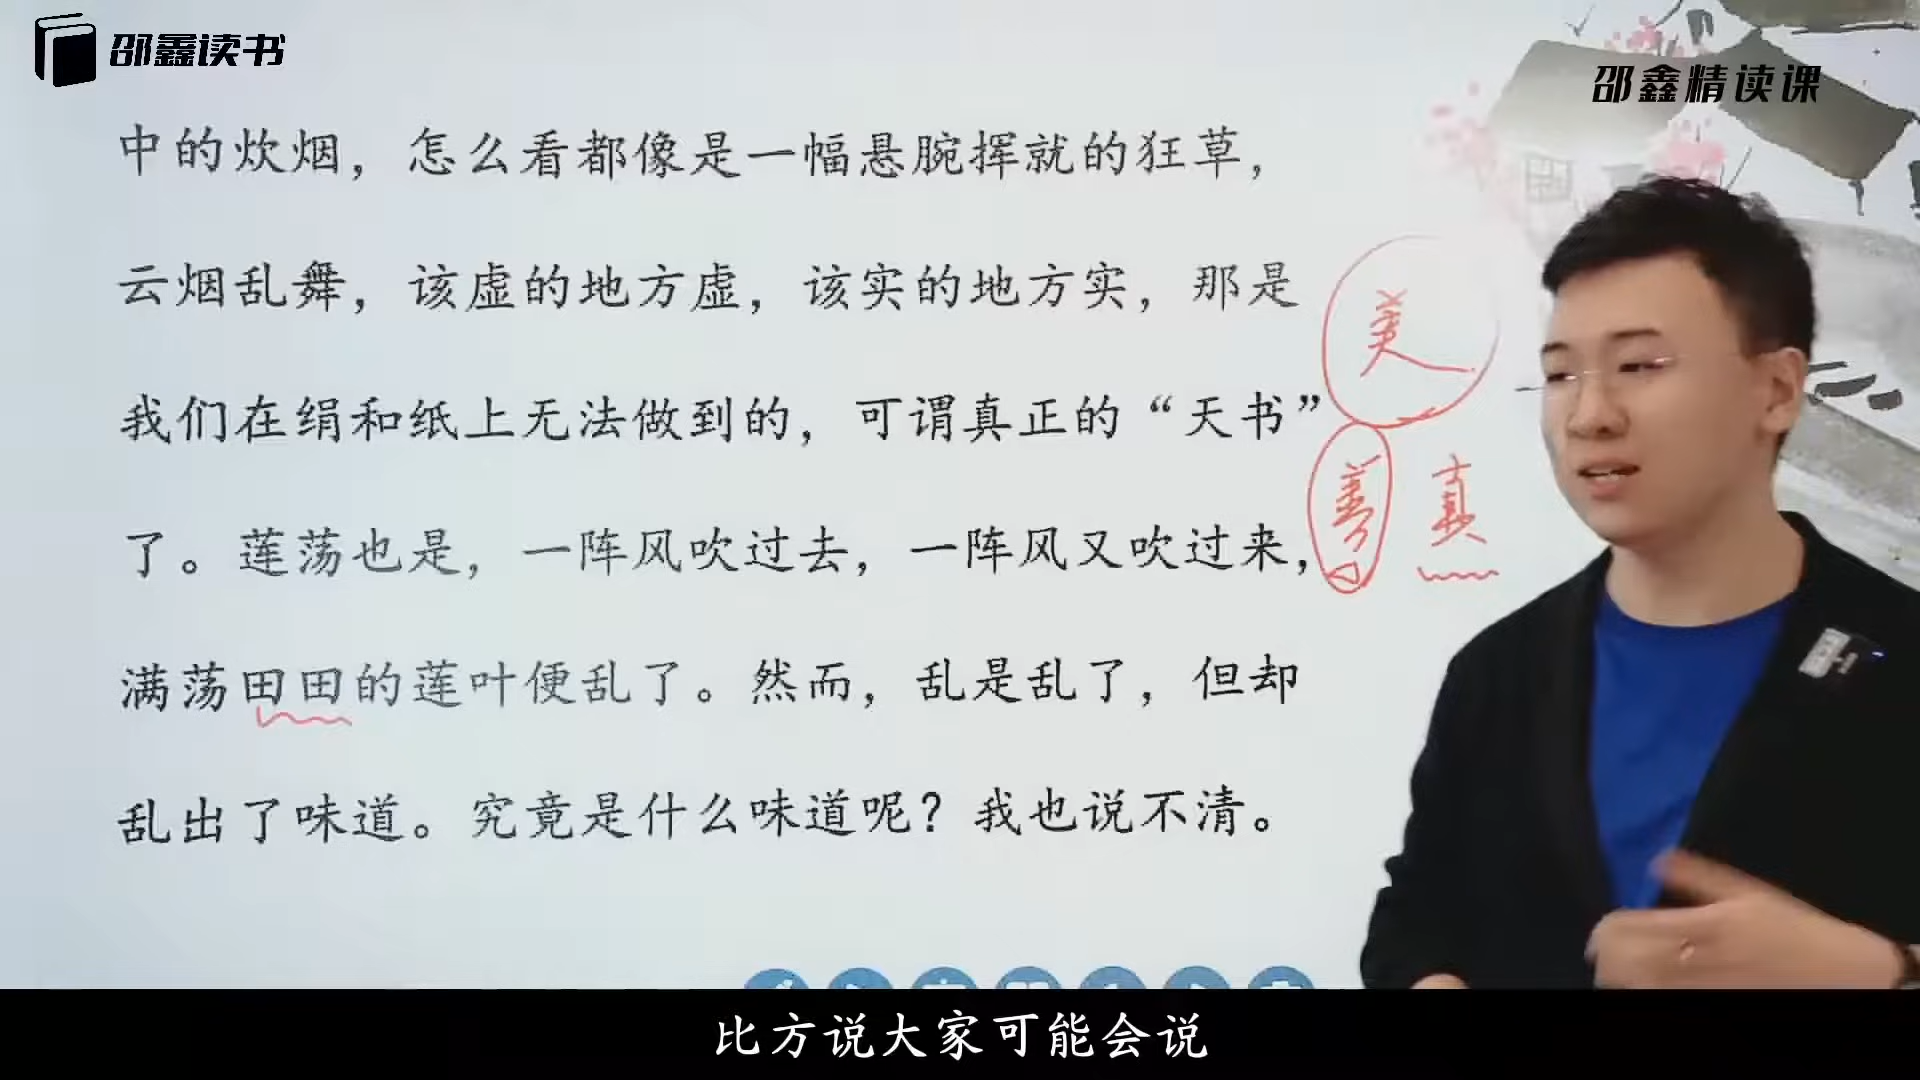 邵鑫读书
邵鑫精读课
中的炊烟，怎么看都像是一幅悬腕挥就的狂草，
云烟乱舞，该虚的地方虚，该实的地方实，那是
我们在绢和纸上无法做到的，可谓真正的“天书”
了。莲荡也是，一阵风吹过去，一阵风又吹过来，
满荡田田的莲叶便乱了。然而，乱是乱了，但却
乱出了味道。究竟是什么味道呢？我也说不清。
美
善
真
比方说大家可能会说